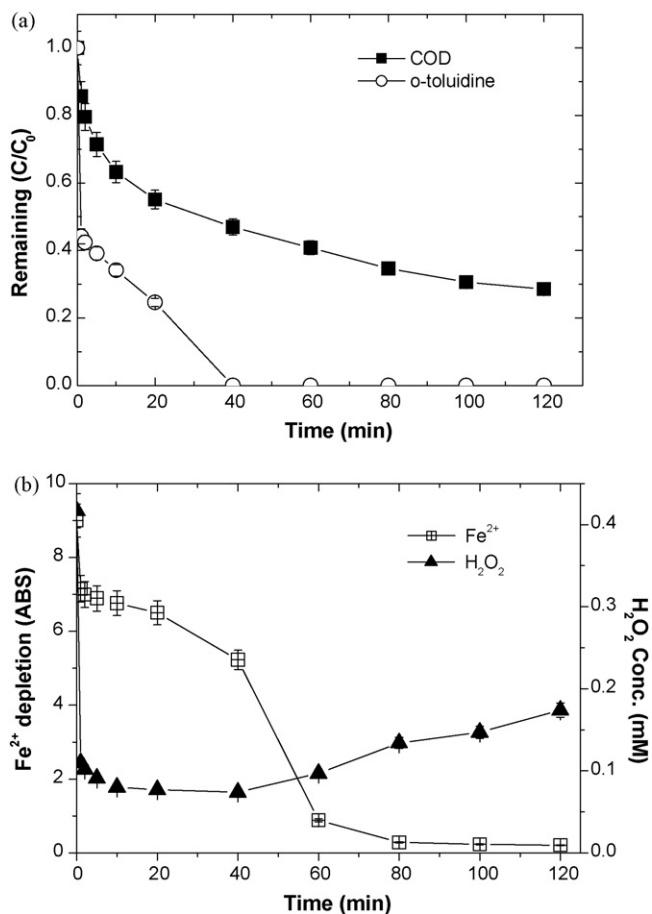 (a)
1.0
0.8
0.6
0.4
0.2
0.0
Remaining (C/C₀)
COD
o-toluidine
0 20 40 60 80 100 120
Time (min)
(b)
10
8
6
4
2
0
Fe²⁺ depletion (ABS)
Fe²⁺
H₂O₂
0.4
0.3
0.2
0.1
0.0
H₂O₂ Conc. (mM)
0 20 40 60 80 100 120
Time (min)